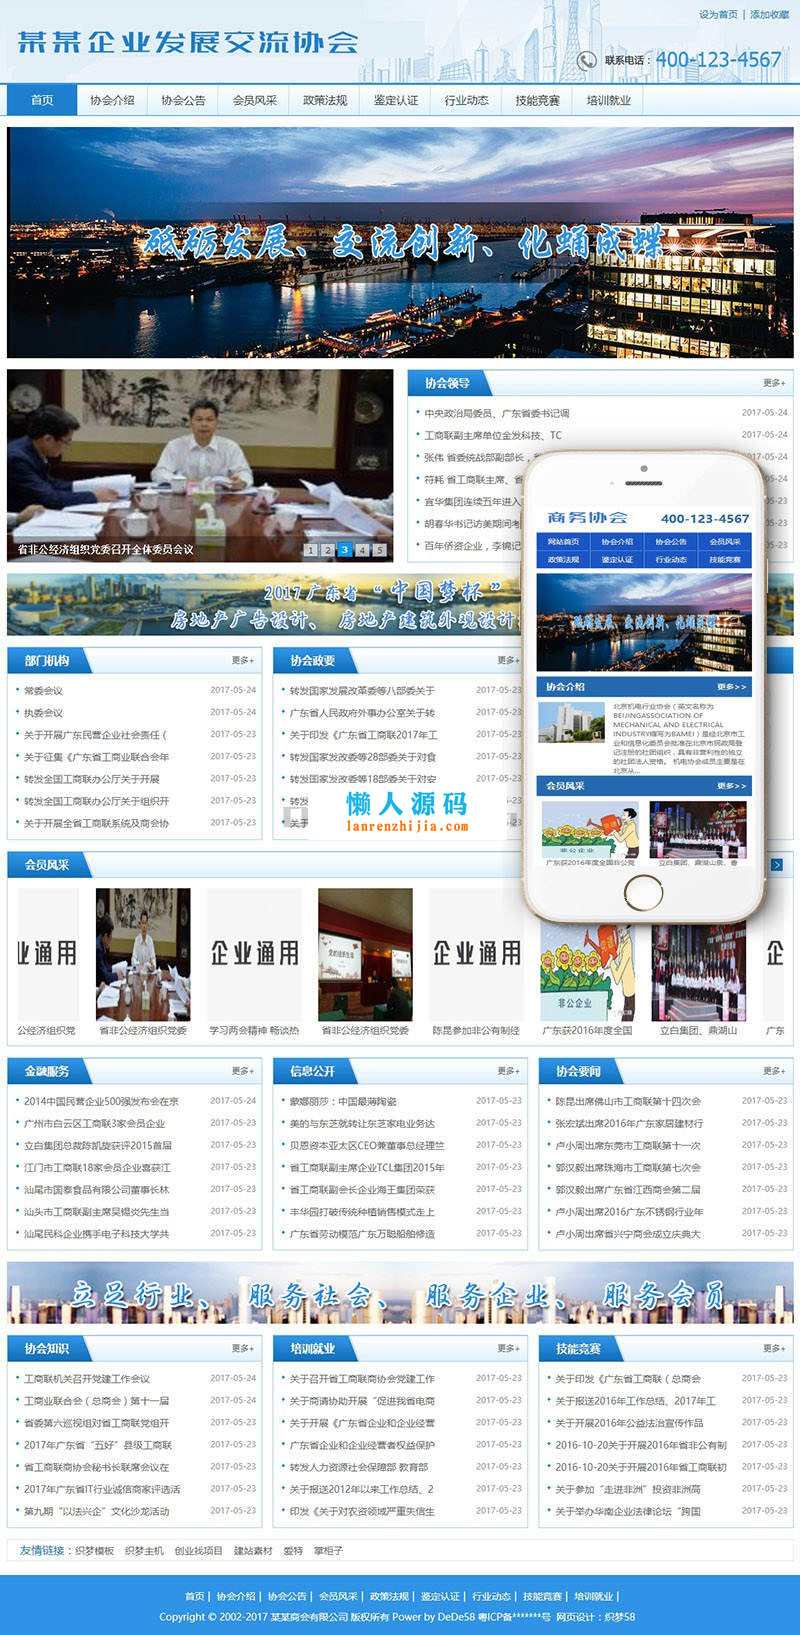 设为首页 | 添加收藏
某某企业发展交流协会
联系电话：400-123-4567
首页 协会介绍 协会公告 会员风采 政策法规 鉴定认证 行业动态 技能竞赛 培训就业
砥砺发展、交流创新、化蛹成蝶
省非公经济组织党委召开全体委员会议
1 2 3 4 5
协会领导 更多+
中央政治局委员、广东省委书记调 2017-05-24
工商联副主席单位金发科技、TC 2017-05-24
张伟 省委统战部副部长，
符耗 省工商联主席、
宜华集团连续五年进入
胡春华书记访美期间考
百年侨资企业，李锦记
2017广东省“中国梦杯”
房地产广告设计、房地产建筑外观设计
部门机构 更多+
常委会议 2017-05-24
执委会议 2017-05-24
关于开展广东民营企业社会责任（ 2017-05-23
关于征集《广东省工商业联合会年 2017-05-23
转发全国工商联办公厅关于开展 2017-05-23
转发全国工商联办公厅关于组织开 2017-05-23
关于开展全省工商联系统及商会协 2017-05-23
协会政要 更多+
转发国家发展改革委等八部委关于 2017-05-23
广东省人民政府外事办公室关于转 2017-05-23
关于印发《广东省工商联2017年工 2017-05-23
转发国家发改委等28部委关于对食 2017-05-23
转发国家发改委等18部委关于对安
转发
关于
懒人源码
lanrenzhijia.com
商务协会 400-123-4567
网站首页 协会介绍 协会公告 会员风采
政策法规 鉴定认证 行业动态 技能竞赛
砥砺发展、交流创新、化蛹成蝶
协会介绍 更多>>
北京机电行业协会（英文名称为
BEIJINGASSOCIATION OF
MECHANICAL AND ELECTRICAL
INDUSTRY缩写为BAMEI）是经北京市工
业和信息化委员会批准在北京市民政局登
记注册的社团组织，具有非营利性的独立
的社团法人资格。 机电协会成员主要是在
北京从...
会员风采 更多>>
广东获2016年度全国非公党 立白集团、鼎湖山泉、香
会员风采
业通用 企业通用 企业通用 非公企业 企
公经济组织党 省非公经济组织党委 学习两会精神 畅谈热 省非公经济组织党委 陈昆参加非公有制经 广东获2016年度全国 立白集团、鼎湖山 广东
金融服务 更多+
2014中国民营企业500强发布会在京 2017-05-24
广州市白云区工商联3家会员企业 2017-05-23
立白集团总裁陈凯旋获评2015首届 2017-05-23
江门市工商联18家会员企业喜获江 2017-05-23
汕尾市国泰食品有限公司董事长林 2017-05-23
汕头市工商联副主席吴锡炎先生当 2017-05-23
汕尾民科企业携手电子科技大学共 2017-05-23
信息公开 更多+
蒙娜丽莎：中国最薄陶瓷 2017-05-23
美的与东芝就转让东芝家电业务达 2017-05-23
贝恩资本亚太区CEO兼董事总经理兰 2017-05-23
省工商联副主席企业TCL集团2015年 2017-05-23
省工商联副会长企业海王集团荣获 2017-05-23
丰华园打破传统种植销售模式走上 2017-05-23
广东省劳动模范广东万聪船舶修造 2017-05-23
协会要闻 更多+
陈昆出席佛山市工商联第十四次会 2017-05-23
张宏斌出席2016年广东家居建材行 2017-05-23
卢小周出席东莞市工商联第十一次 2017-05-23
郭汉毅出席珠海市工商联第七次会 2017-05-23
郭汉毅出席广东省江西商会第二届 2017-05-23
卢小周出席2016广东不锈钢行业年 2017-05-23
卢小周出席省兴宁商会成立庆典大 2017-05-23
立足行业、服务社会、服务企业、服务会员
协会知识 更多+
工商联机关召开党建工作会议 2017-05-24
工商业联合会（总商会）第十一届 2017-05-23
省委第六巡视组对省工商联党组开 2017-05-23
2017年广东省“五好”县级工商联 2017-05-23
省工商联商协会秘书长联席会议在 2017-05-23
2017年广东省IT行业诚信商家评选活 2017-05-23
第九期“以法兴企”文化沙龙活动 2017-05-23
培训就业 更多+
关于召开省工商联商协会党建工作 2017-05-23
关于商请协助开展“促进我省电商 2017-05-23
关于开展《广东省企业和企业经营 2017-05-23
广东省企业和企业经营者权益保护 2017-05-23
转发人力资源社会保障部 教育部 2017-05-23
关于报送2012年以来工作总结、2 2017-05-23
印发《关于对农资领域严重失信生 2017-05-23
技能竞赛 更多+
关于印发《广东省工商联（总商会 2017-05-23
关于报送2016年工作总结、2017年工 2017-05-23
关于开展2016年公益法治宣传作品 2017-05-23
2016-10-20关于开展2016年省非公有制 2017-05-23
2016-10-20关于开展2016年省工商联初 2017-05-23
关于参加“走进非洲”投资非洲高 2017-05-23
关于举办华南企业法律论坛“跨国 2017-05-23
友情链接：织梦模板 织梦主机 创业找项目 建站素材 爱特 掌柜子
首页 | 协会介绍 | 协会公告 | 会员风采 | 政策法规 | 鉴定认证 | 行业动态 | 技能竞赛 | 培训就业 |
Copyright © 2002-2017 某某商会有限公司 版权所有 Power by DeDe58 粤ICP备*******号 网页设计：织梦58